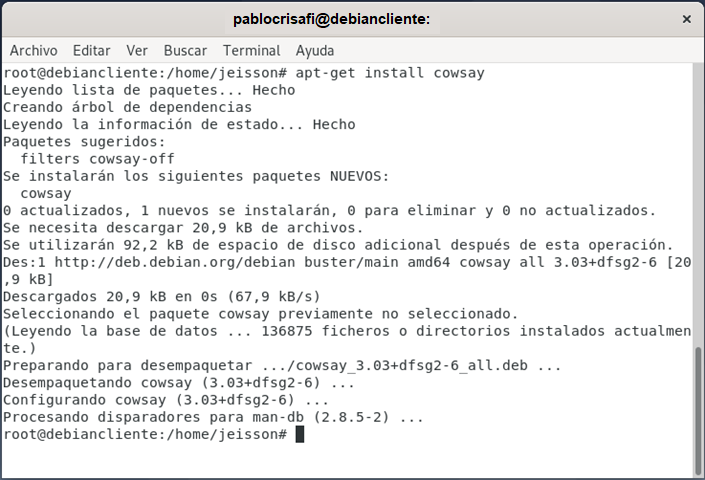 pablocrisafi@debiancliente:
×
Archivo Editar Ver Buscar Terminal Ayuda
root@debiancliente:/home/jeisson# apt-get install cowsay
Leyendo lista de paquetes... Hecho
Creando árbol de dependencias
Leyendo la información de estado... Hecho
Paquetes sugeridos:
  filters cowsay-off
Se instalarán los siguientes paquetes NUEVOS:
  cowsay
0 actualizados, 1 nuevos se instalarán, 0 para eliminar y 0 no actualizados.
Se necesita descargar 20,9 kB de archivos.
Se utilizarán 92,2 kB de espacio de disco adicional después de esta operación.
Des:1 http://deb.debian.org/debian buster/main amd64 cowsay all 3.03+dfsg2-6 [20
,9 kB]
Descargados 20,9 kB en 0s (67,9 kB/s)
Seleccionando el paquete cowsay previamente no seleccionado.
(Leyendo la base de datos ... 136875 ficheros o directorios instalados actualmen
te.)
Preparando para desempaquetar .../cowsay_3.03+dfsg2-6_all.deb ...
Desempaquetando cowsay (3.03+dfsg2-6) ...
Configurando cowsay (3.03+dfsg2-6) ...
Procesando disparadores para man-db (2.8.5-2) ...
root@debiancliente:/home/jeisson#